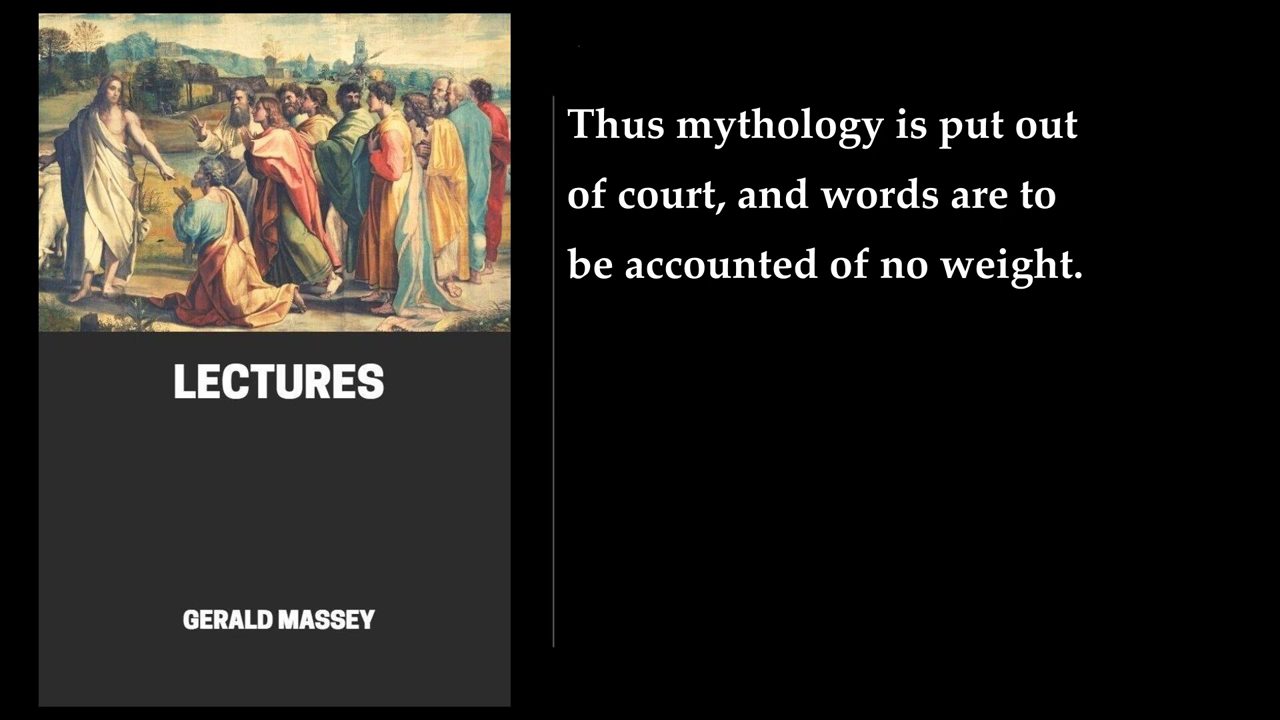 LECTURES
GERALD MASSEY
Thus mythology is put out
of court, and words are to
be accounted of no weight.